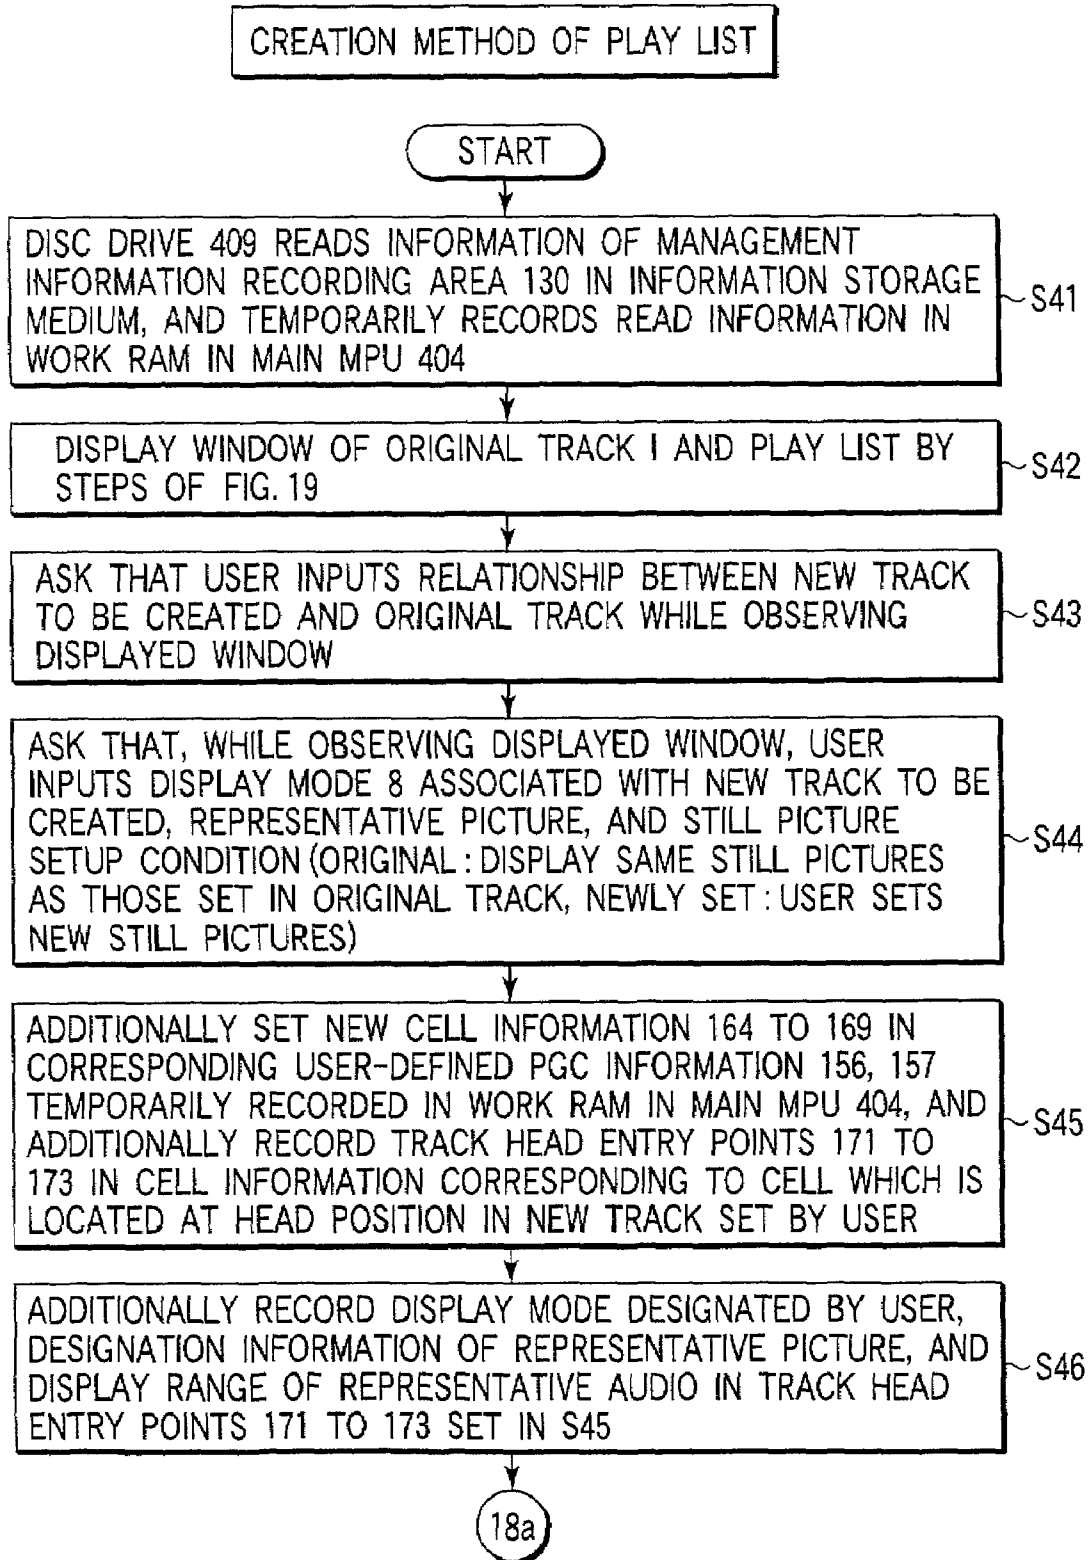 CREATION METHOD OF PLAY LIST
START
DISC DRIVE 409 READS INFORMATION OF MANAGEMENT
INFORMATION RECORDING AREA 130 IN INFORMATION STORAGE
MEDIUM, AND TEMPORARILY RECORDS READ INFORMATION IN
WORK RAM IN MAIN MPU 404
S41
DISPLAY WINDOW OF ORIGINAL TRACK I AND PLAY LIST BY
STEPS OF FIG. 19
S42
ASK THAT USER INPUTS RELATIONSHIP BETWEEN NEW TRACK
TO BE CREATED AND ORIGINAL TRACK WHILE OBSERVING
DISPLAYED WINDOW
S43
ASK THAT, WHILE OBSERVING DISPLAYED WINDOW, USER
INPUTS DISPLAY MODE 8 ASSOCIATED WITH NEW TRACK TO BE
CREATED, REPRESENTATIVE PICTURE, AND STILL PICTURE
SETUP CONDITION (ORIGINAL : DISPLAY SAME STILL PICTURES
AS THOSE SET IN ORIGINAL TRACK, NEWLY SET : USER SETS
NEW STILL PICTURES)
S44
ADDITIONALLY SET NEW CELL INFORMATION 164 TO 169 IN
CORRESPONDING USER-DEFINED PGC INFORMATION 156, 157
TEMPORARILY RECORDED IN WORK RAM IN MAIN MPU 404, AND
ADDITIONALLY RECORD TRACK HEAD ENTRY POINTS 171 TO
173 IN CELL INFORMATION CORRESPONDING TO CELL WHICH IS
LOCATED AT HEAD POSITION IN NEW TRACK SET BY USER
S45
ADDITIONALLY RECORD DISPLAY MODE DESIGNATED BY USER,
DESIGNATION INFORMATION OF REPRESENTATIVE PICTURE, AND
DISPLAY RANGE OF REPRESENTATIVE AUDIO IN TRACK HEAD
ENTRY POINTS 171 TO 173 SET IN S45
S46
18a